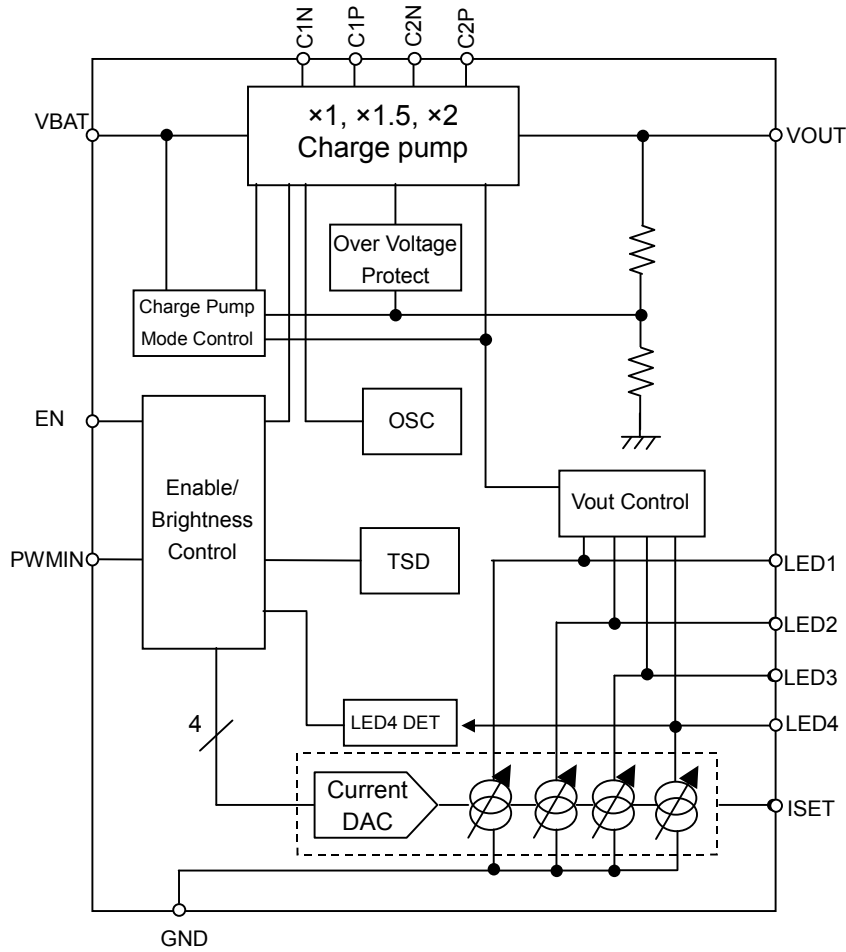 C1N
C1P
C2N
C2P
×1, ×1.5, ×2
Charge pump
VBAT
VOUT
Over Voltage
Protect
Charge Pump
Mode Control
EN
OSC
Enable/
Brightness
Control
Vout Control
PWMIN
TSD
LED1
LED2
LED3
4
LED4 DET
LED4
Current
DAC
ISET
GND